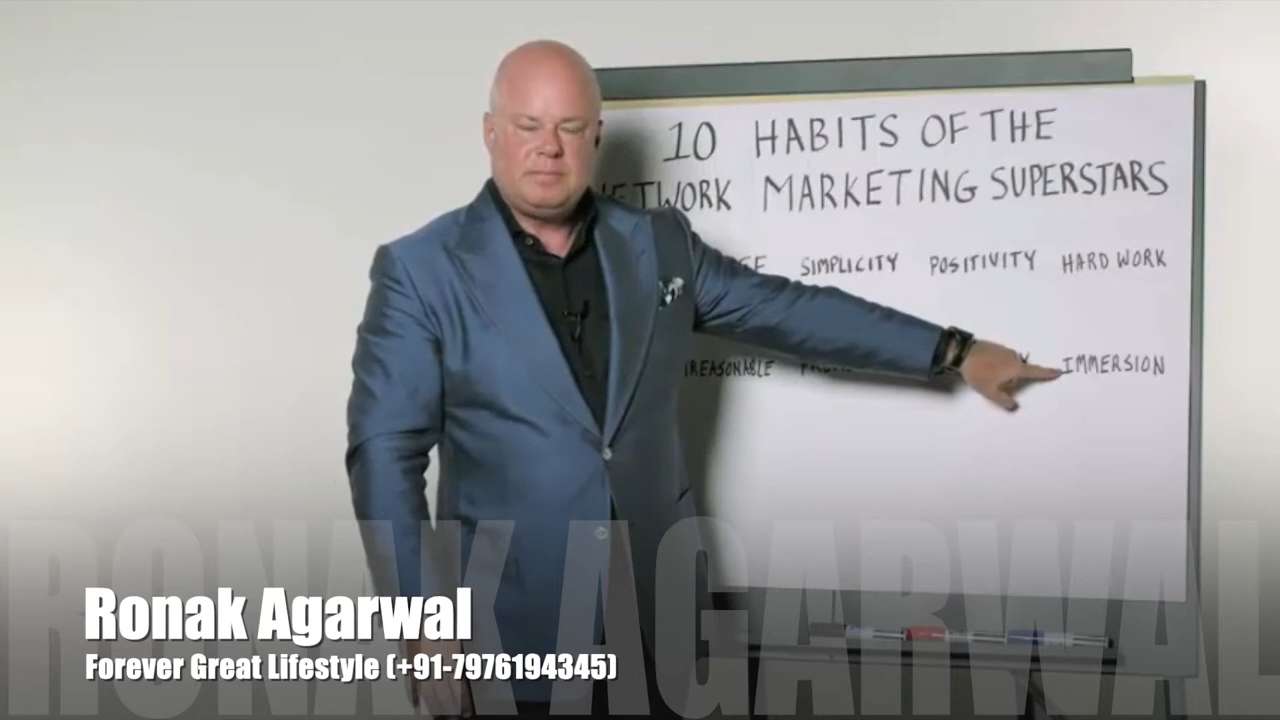 10 HABITS OF THE
NETWORK MARKETING SUPERSTARS
SIMPLICITY POSITIVITY HARD WORK
IMMERSION
RONAK AGARWAL
Ronak Agarwal
Forever Great Lifestyle (+91-7976194345)